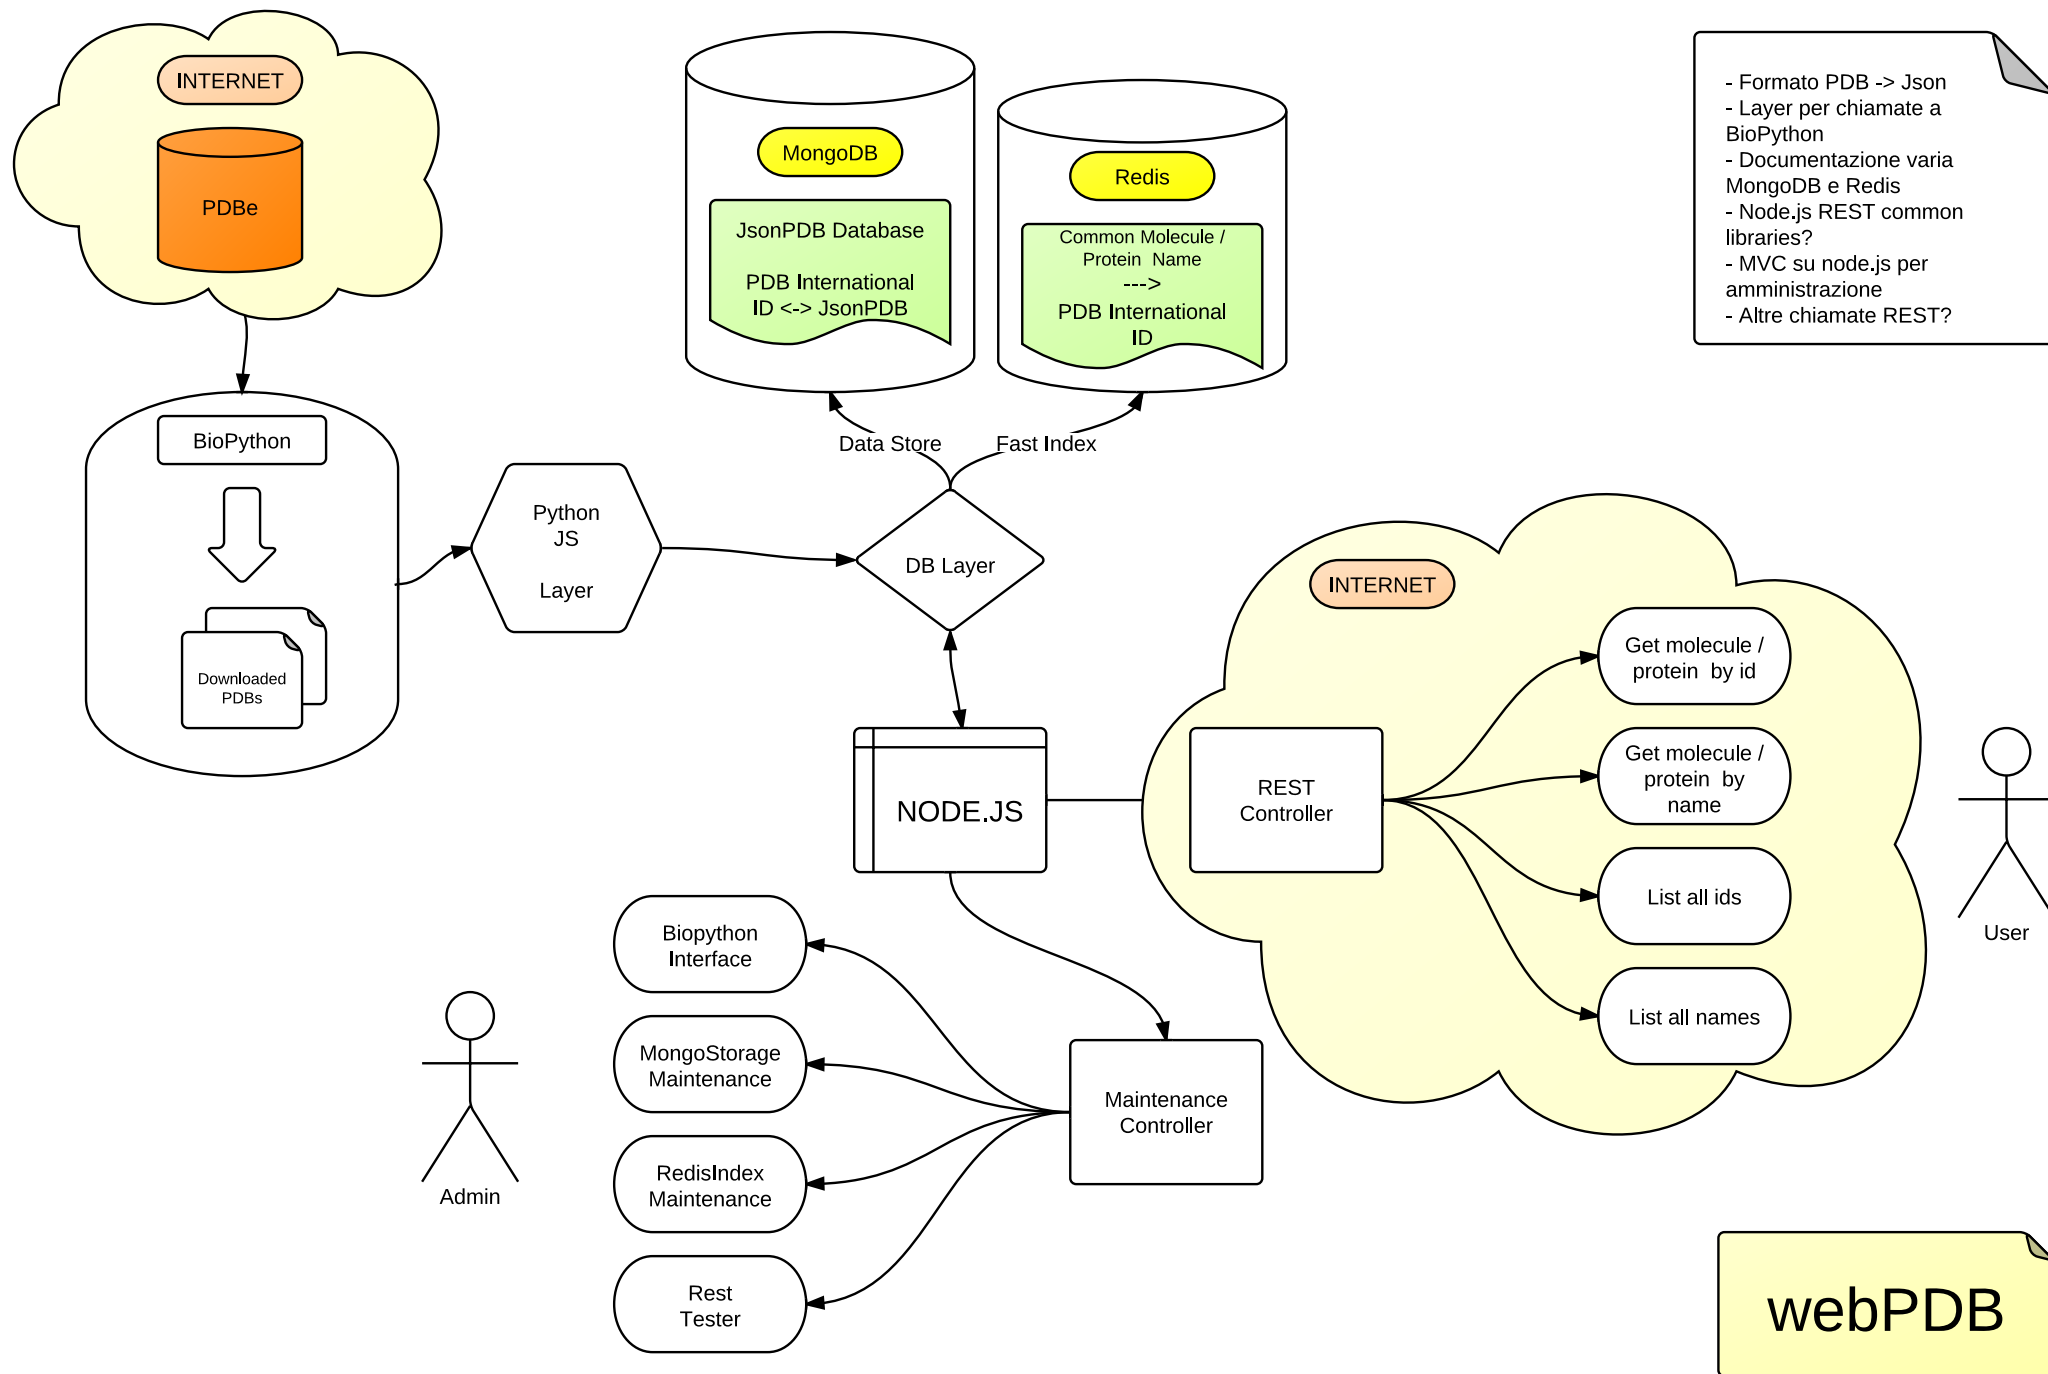 INTERNET
PDBe
MongoDB
JsonPDB Database
PDB International
ID <-> JsonPDB
Redis
Common Molecule /
Protein Name
--->
PDB International
ID
- Formato PDB -> Json
- Layer per chiamate a
BioPython
- Documentazione varia
MongoDB e Redis
- Node.js REST common
libraries?
- MVC su node.js per
amministrazione
- Altre chiamate REST?
Data Store
Fast Index
BioPython
Downloaded
PDBs
Python
JS
Layer
DB Layer
INTERNET
NODE.JS
REST
Controller
Get molecule /
protein by id
Get molecule /
protein by
name
List all ids
List all names
User
Biopython
Interface
MongoStorage
Maintenance
RedisIndex
Maintenance
Rest
Tester
Maintenance
Controller
Admin
webPDB